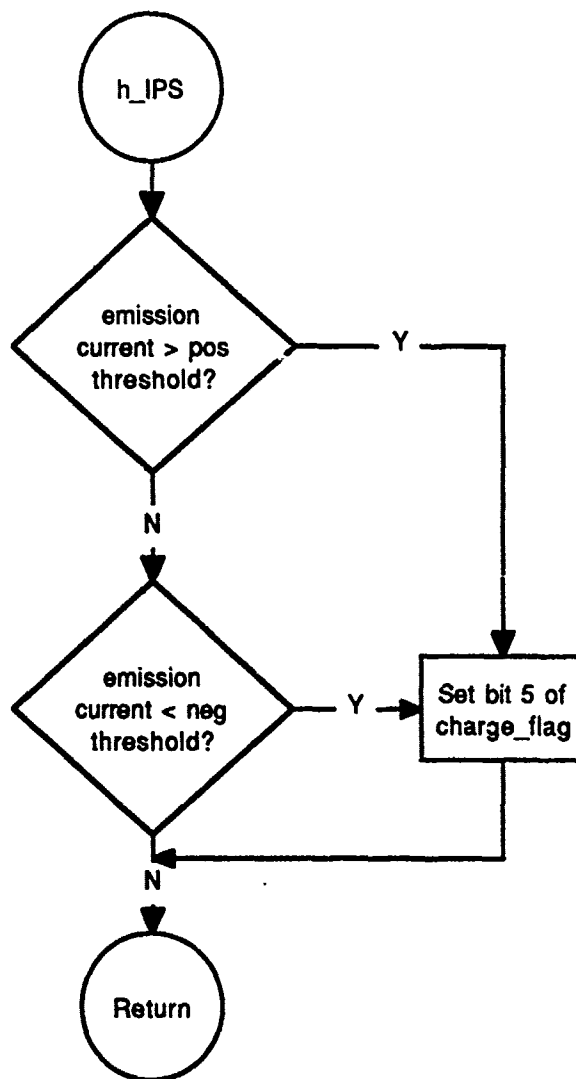 h_IPS
emission
current > pos
threshold?
Y
N
emission
current < neg
threshold?
Y
Set bit 5 of
charge_flag
N
Return